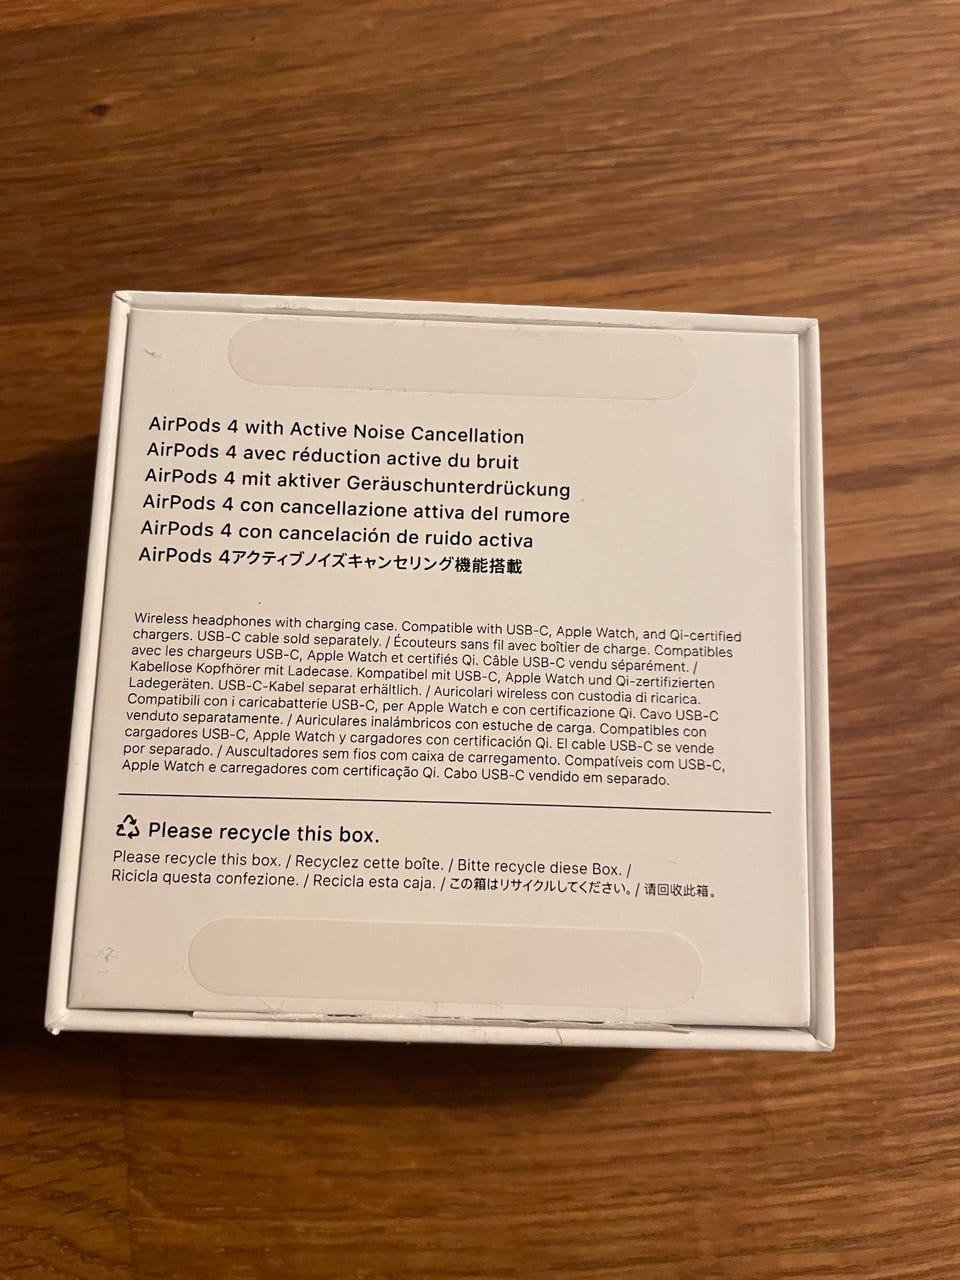 AirPods 4 with Active Noise Cancellation
AirPods 4 avec réduction active du bruit
AirPods 4 mit aktiver Geräuschunterdrückung
AirPods 4 con cancellazione attiva del rumore
AirPods 4 con cancelación de ruido activa
AirPods 4アクティブノイズキャンセリング機能搭載
Wireless headphones with charging case. Compatible with USB-C, Apple Watch, and Qi-certified
chargers. USB-C cable sold separately. / Écouteurs sans fil avec boîtier de charge. Compatibles
avec les chargeurs USB-C, Apple Watch et certifiés Qi. Câble USB-C vendu séparément. /
Kabellose Kopfhörer mit Ladecase. Kompatibel mit USB-C, Apple Watch und Qi-zertifizierten
Ladegeräten. USB-C-Kabel separat erhältlich. / Auricolari wireless con custodia di ricarica.
Compatibili con i caricabatterie USB-C, per Apple Watch e con certificazione Qi. Cavo USB-C
venduto separatamente. / Auriculares inalámbricos con estuche de carga. Compatibles con
cargadores USB-C, Apple Watch y cargadores con certificación Qi. El cable USB-C se vende
por separado. / Auscultadores sem fios com caixa de carregamento. Compatíveis com USB-C,
Apple Watch e carregadores com certificação Qi. Cabo USB-C vendido em separado.
Please recycle this box.
Please recycle this box. / Recyclez cette boîte. / Bitte recycle diese Box. /
Ricicla questa confezione. / Recicla esta caja. / この箱はリサイクルしてください。/ 请回收此箱。